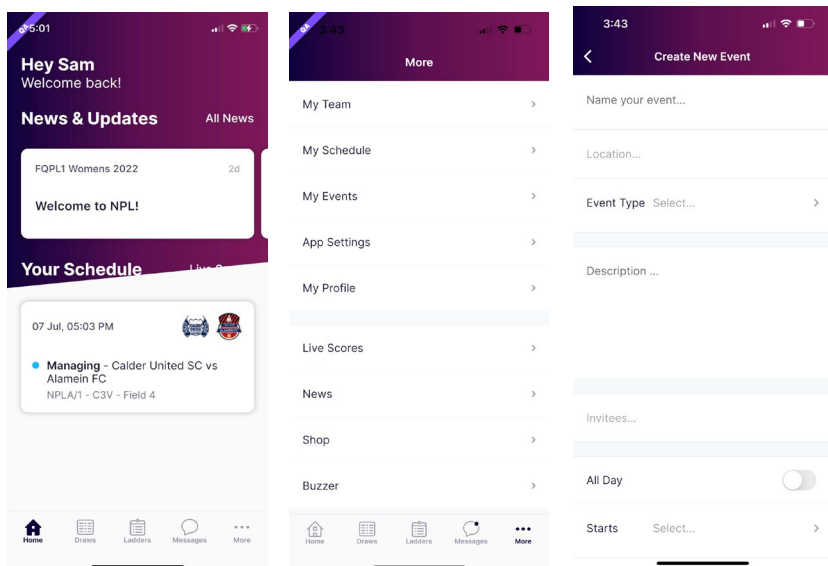 QA
5:01
Hey Sam
Welcome back!
News & Updates All News
FQPL1 Womens 2022 2d
Welcome to NPL!
Your Schedule
07 Jul, 05:03 PM
Managing - Calder United SC vs
Alamein FC
NPLA/1 - C3V - Field 4
Home Draws Ladders Messages More
QA
3:43
More
My Team
My Schedule
My Events
App Settings
My Profile
Live Scores
News
Shop
Buzzer
Home Draws Ladders Messages More
3:43
Create New Event
Name your event...
Location...
Event Type Select...
Description ...
Invitees...
All Day
Starts Select...